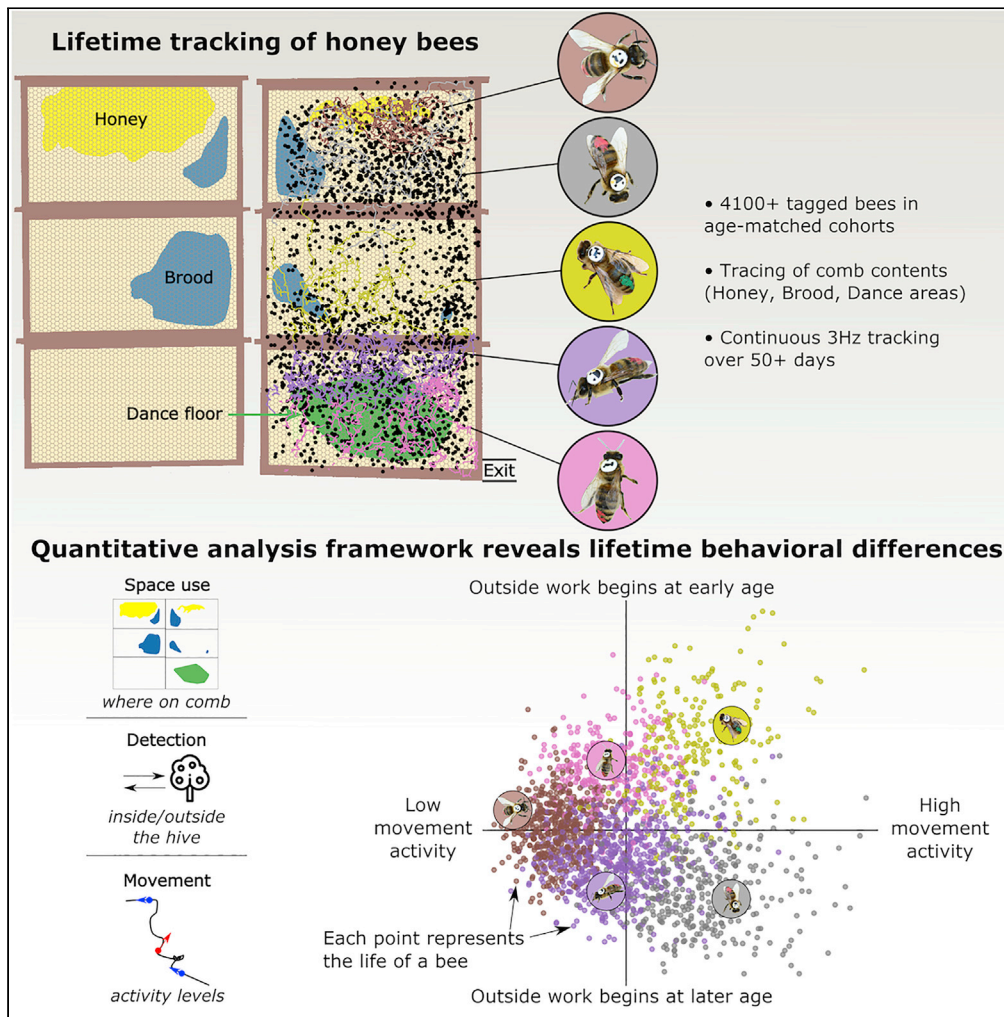 Lifetime tracking of honey bees
Honey
Brood
Dance floor
Exit
• 4100+ tagged bees in
age-matched cohorts
• Tracing of comb contents
(Honey, Brood, Dance areas)
• Continuous 3Hz tracking
over 50+ days
Quantitative analysis framework reveals lifetime behavioral differences
Space use
where on comb
Detection
inside/outside
the hive
Movement
activity levels
Outside work begins at early age
Low
movement
activity
High
movement
activity
Each point represents
the life of a bee
Outside work begins at later age